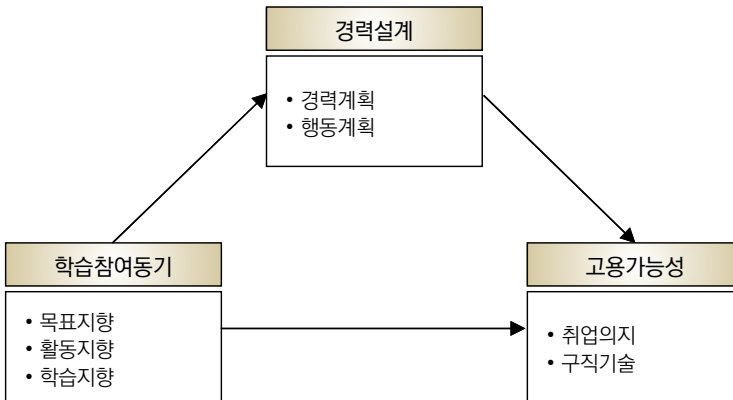 경력설계
• 경력계획
• 행동계획
학습참여동기
• 목표지향
• 활동지향
• 학습지향
고용가능성
• 취업의지
• 구직기술